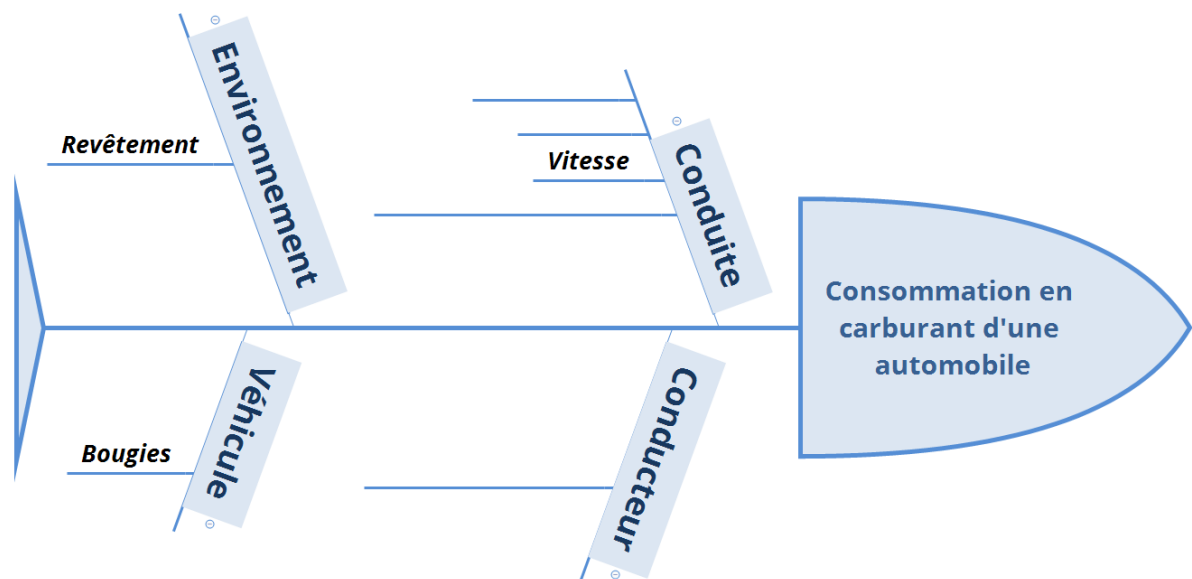 Environnement
Revêtement
Conduite
Vitesse
Consommation en
carburant d'une
automobile
Véhicule
Bougies
Conducteur